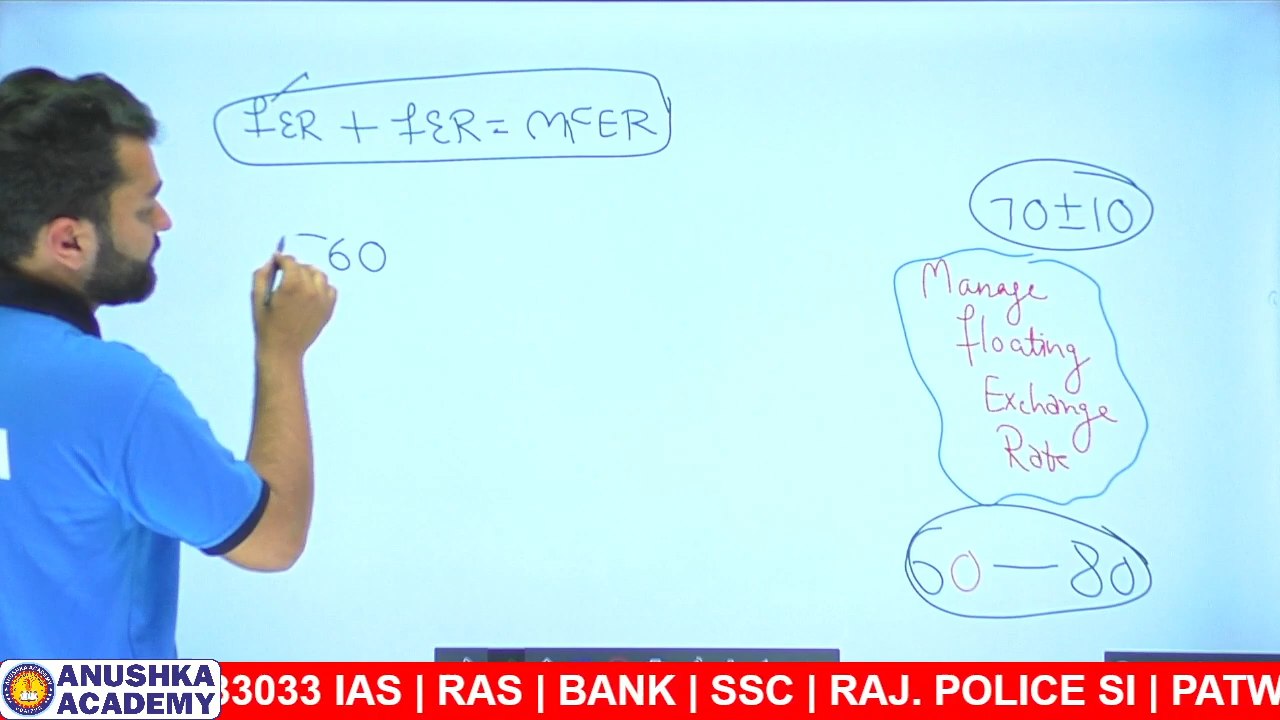 fER + fER = McER
60
70±10
Manage
floating
Exchange
Rate
60 — 80
ANUSHKA
ACADEMY
33033 IAS | RAS | BANK | SSC | RAJ. POLICE SI | PATW